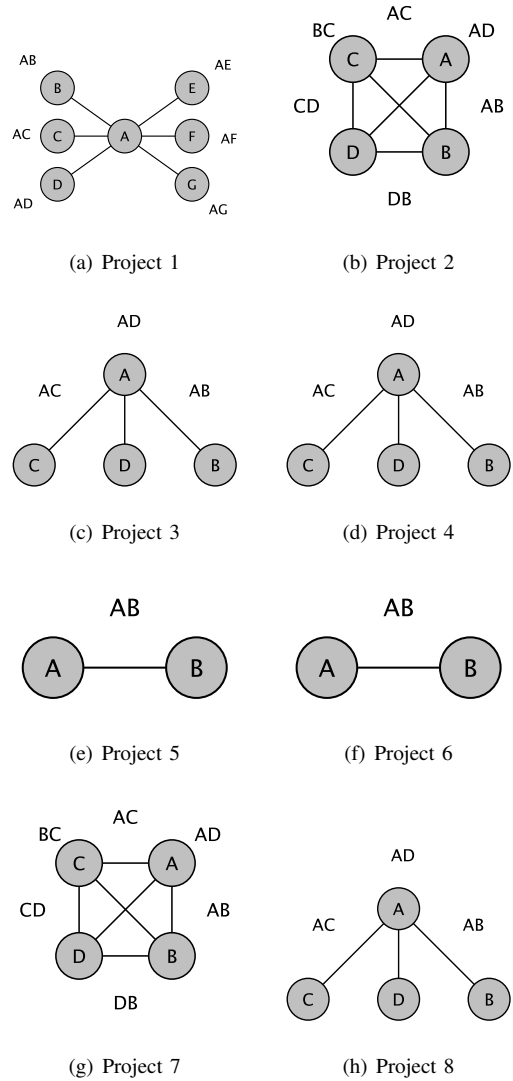 AB
AE
B
E
AC
C
A
F
AF
D
G
AD
AG
(a) Project 1
AC
BC
AD
C
A
CD
AB
D
B
DB
(b) Project 2
AD
A
AC
AB
C
D
B
(c) Project 3
AD
A
AC
AB
C
D
B
(d) Project 4
AB
A
B
(e) Project 5
AB
A
B
(f) Project 6
AC
BC
AD
C
A
CD
AB
D
B
DB
(g) Project 7
AD
A
AC
AB
C
D
B
(h) Project 8